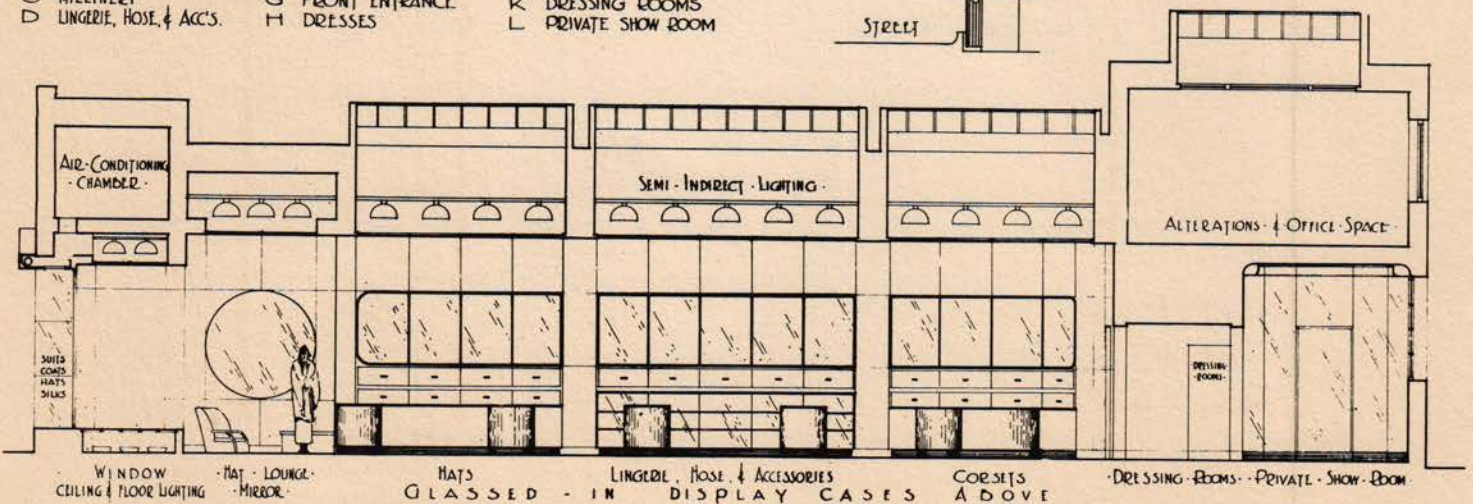 D LINGERIE, HOSE, & ACC'S.
G FRONT ENTRANCE
H DRESSES
K DRESSING ROOMS
L PRIVATE SHOW ROOM
STREET
AIR-CONDITIONING
· CHAMBER ·
SEMI - INDIRECT - LIGHTING ·
ALTERATIONS · & · OFFICE · SPACE ·
SUITS
COATS
HATS
SILKS
DRESSING
·ROOMS·
WINDOW
CEILING & FLOOR LIGHTING
· HAT · LOUNGE ·
· MIRROR ·
HATS
LINGERIE, HOSE, & ACCESSORIES
CORSETS
GLASSED - IN DISPLAY CASES ABOVE
· DRESSING · ROOMS ·
· PRIVATE · SHOW · ROOM ·